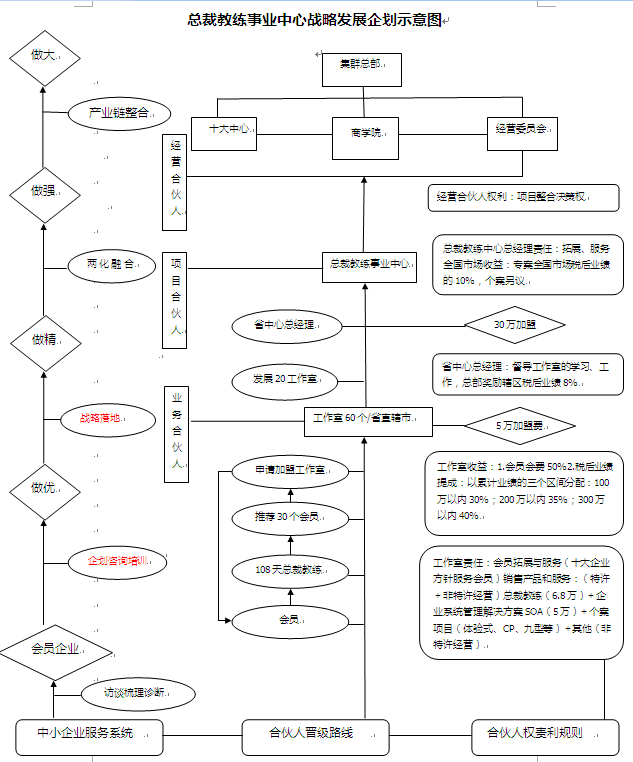 总裁教练事业中心战略发展企划示意图
做大
集群总部
产业链整合
十大中心
商学院
经营委员会
经营合伙人
做强
经营合伙人权利：项目整合决策权.
两化融合
项目合伙人
总裁教练事业中心
总裁教练中心总经理责任：拓展、服务
全国市场收益：专案全国市场税后业绩
的10%，个案另议.
省中心总经理
30万加盟
做精
发展20工作室
省中心总经理：督导工作室的学习、工
作，总部奖励辖区税后业绩8%.
业务合伙人
战略落地
工作室60个/省直辖市
5万加盟费
做优
申请加盟工作室
工作室收益：1.会员会费50%2.税后业绩
提成：以累计业绩的三个区间分配：100
万以内30%；200万以内35%；300万
以内40%.
推荐30个会员
企划咨询培训
108天总裁教练
工作室责任：会员拓展与服务（十大企业
方针服务会员）销售产品和服务：（特许
+非特许经营）总裁教练（6.8万）+企
业系统管理解决方案SOA（5万）+个案
项目（体验式、CP、九型等）+其他（非
特许经营）.
会员
会员企业
访谈梳理诊断
中小企业服务系统
合伙人晋级路线
合伙人权责利规则